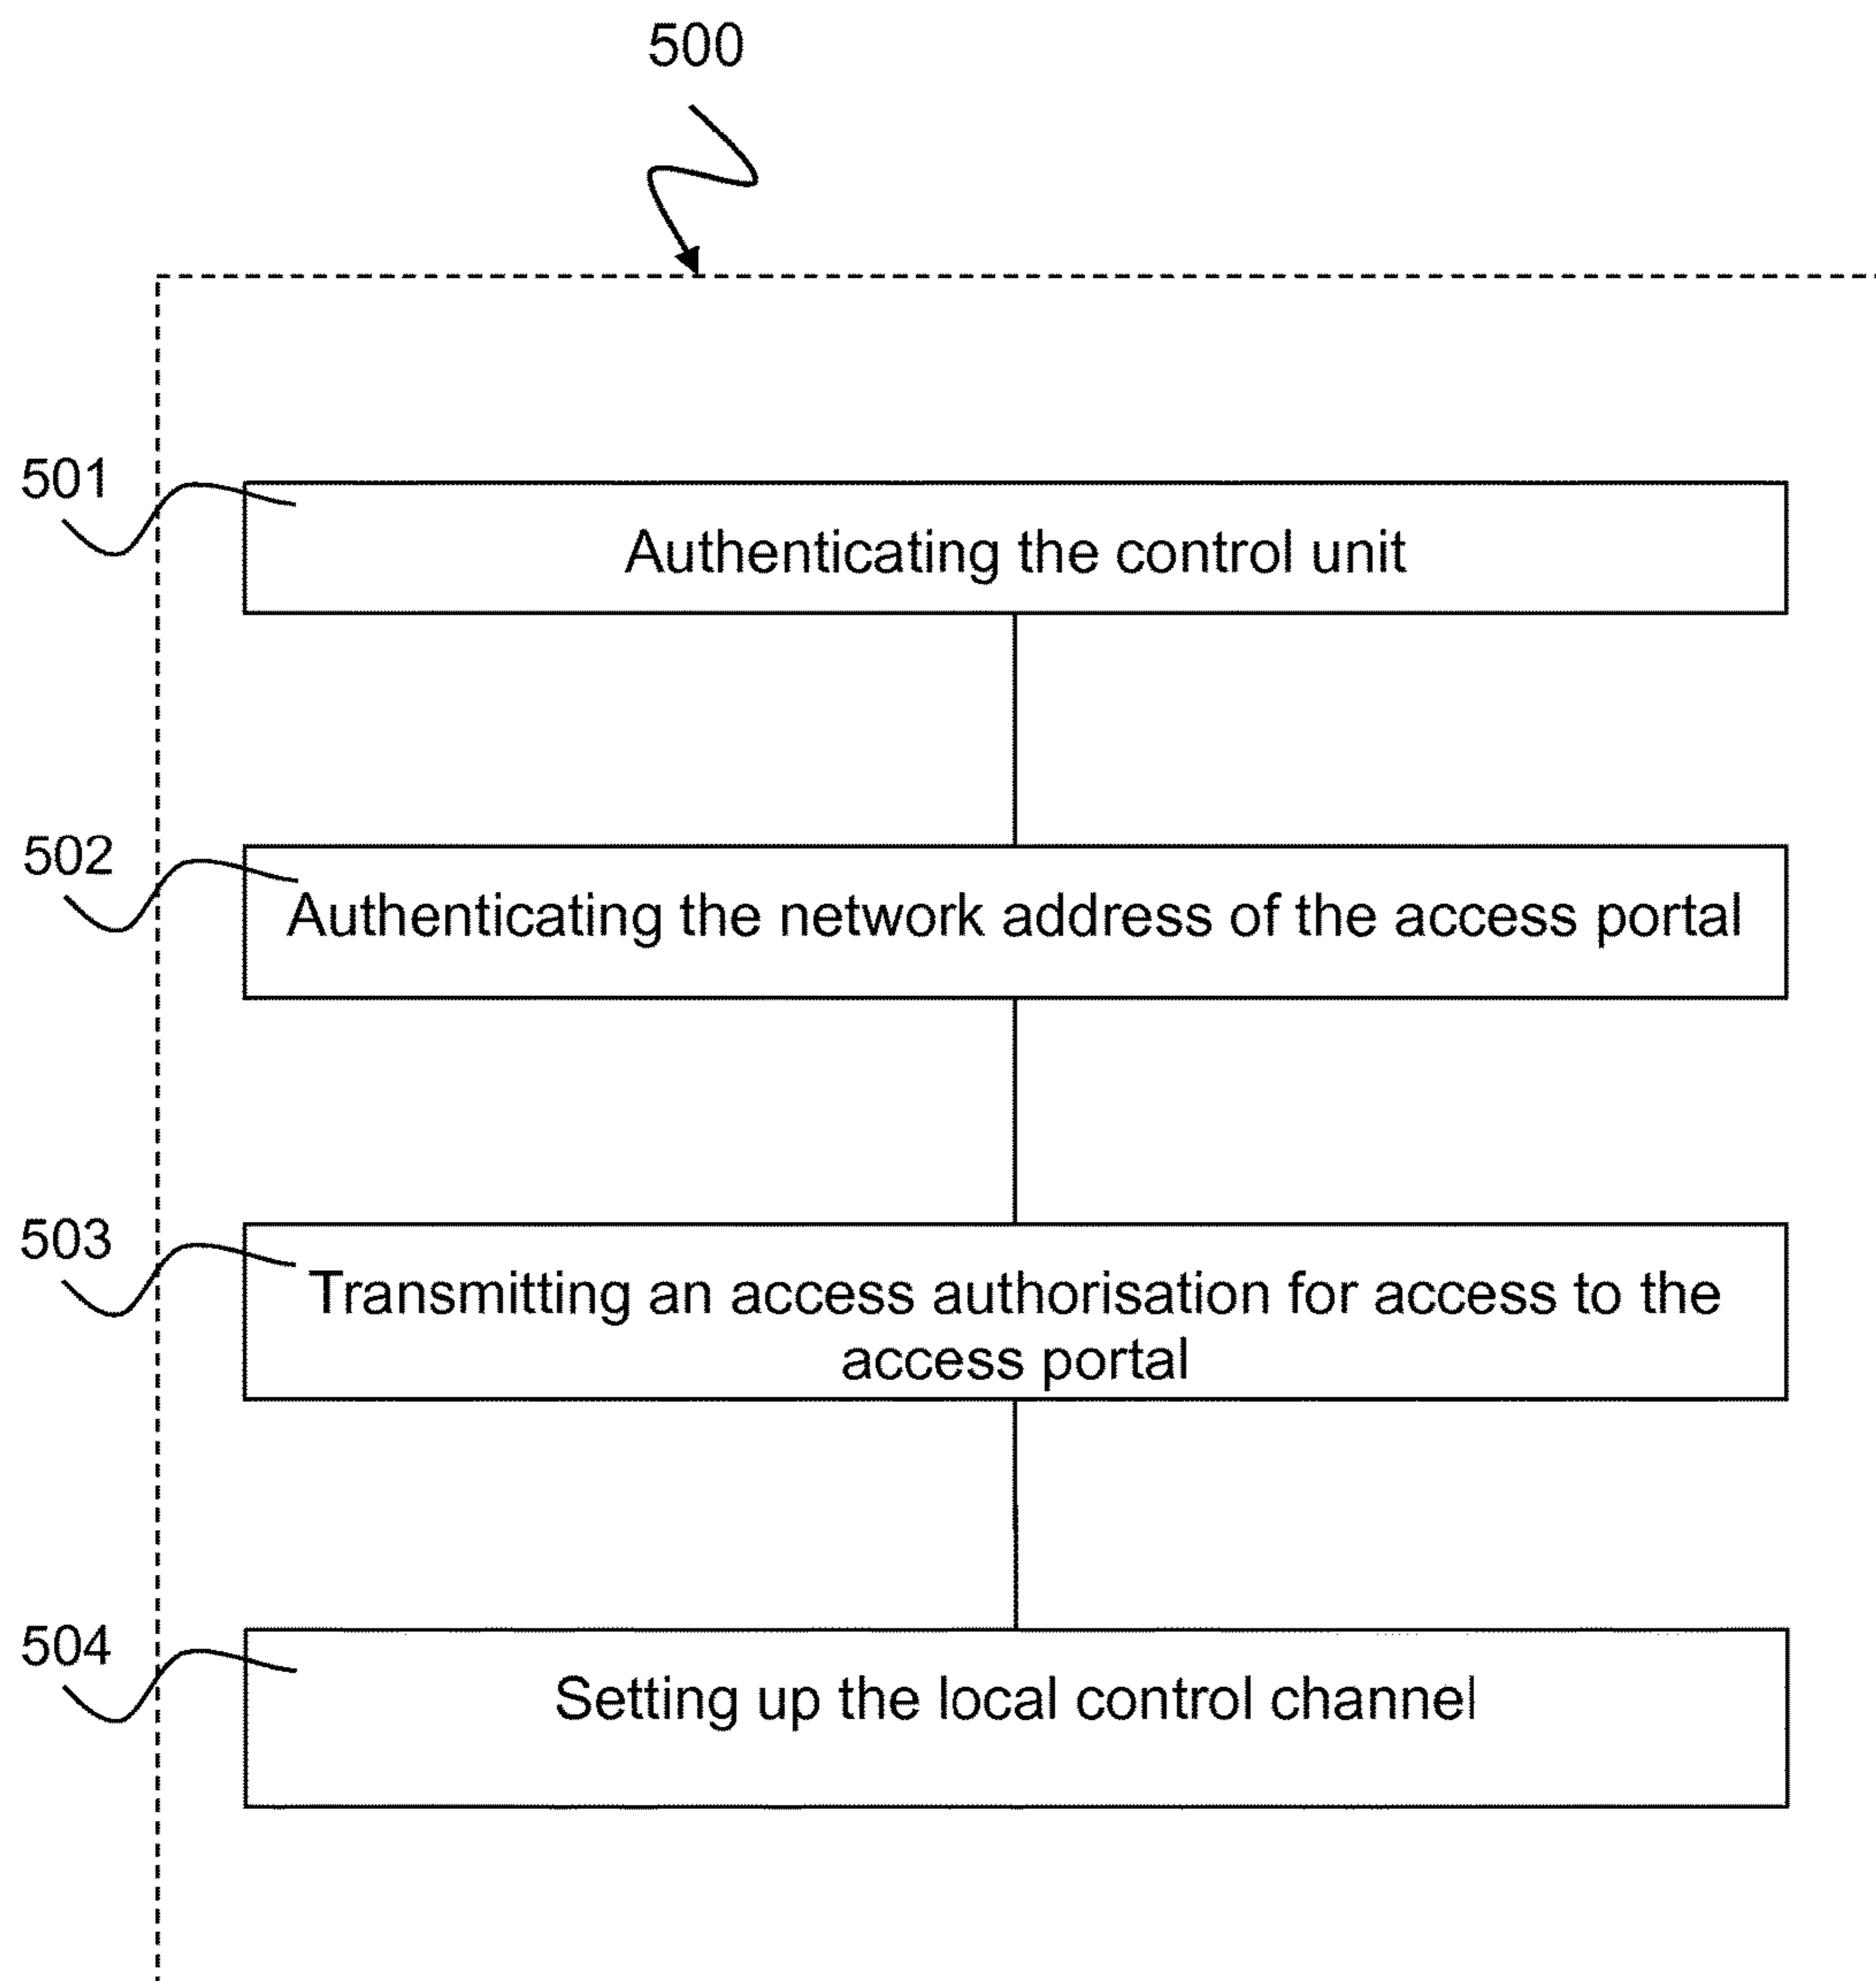 500
501
Authenticating the control unit
502
Authenticating the network address of the access portal
503
Transmitting an access authorisation for access to the
access portal
504
Setting up the local control channel